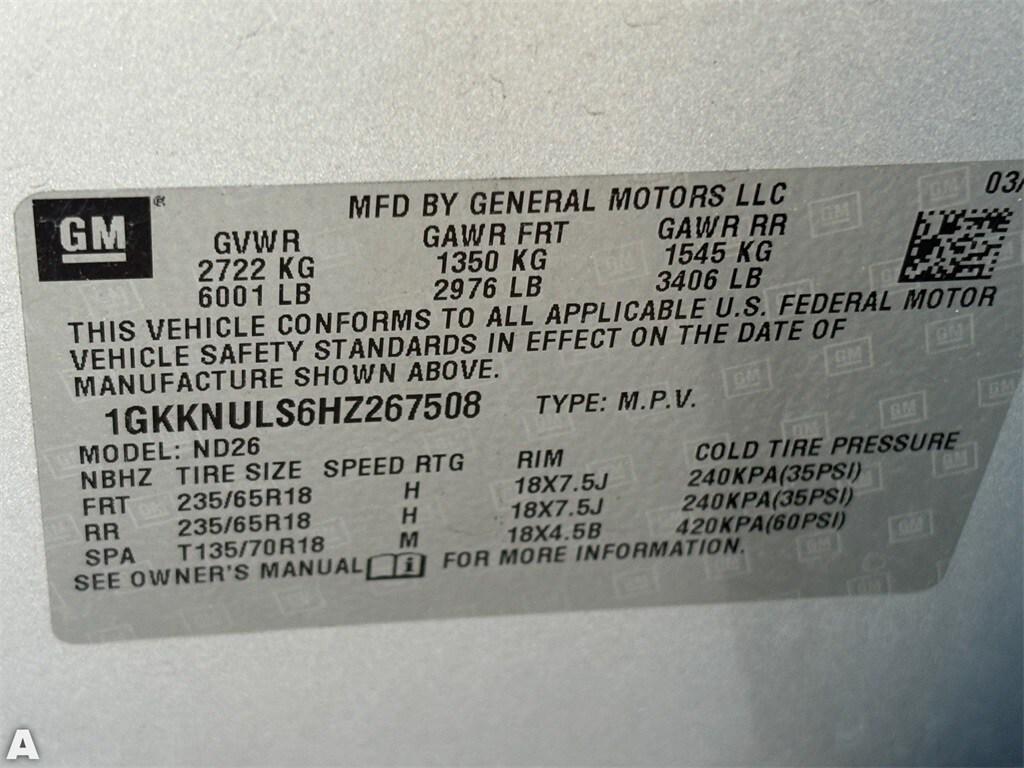 GM®
MFD BY GENERAL MOTORS LLC
03/
GVWR GAWR FRT GAWR RR
2722 KG 1350 KG 1545 KG
6001 LB 2976 LB 3406 LB
THIS VEHICLE CONFORMS TO ALL APPLICABLE U.S. FEDERAL MOTOR
VEHICLE SAFETY STANDARDS IN EFFECT ON THE DATE OF
MANUFACTURE SHOWN ABOVE.
1GKKNULS6HZ267508 TYPE: M.P.V.
MODEL: ND26
NBHZ TIRE SIZE SPEED RTG RIM COLD TIRE PRESSURE
FRT 235/65R18 H 18X7.5J 240KPA(35PSI)
RR 235/65R18 H 18X7.5J 240KPA(35PSI)
SPA T135/70R18 M 18X4.5B 420KPA(60PSI)
SEE OWNER'S MANUAL i FOR MORE INFORMATION.
A